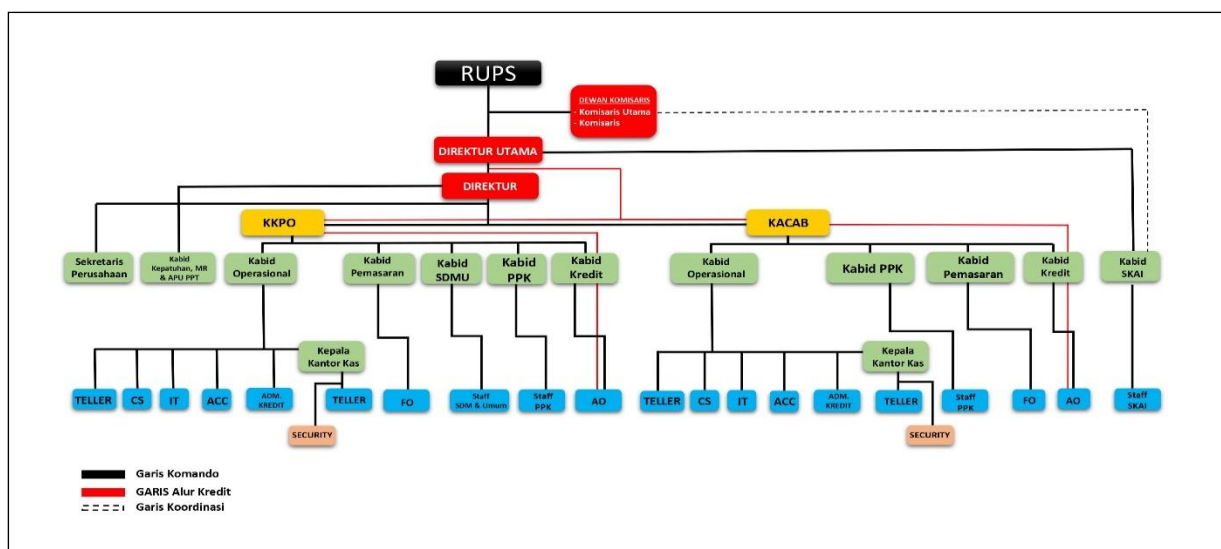 RUPS
DEWAN KOMISARIS
- Komisaris Utama
- Komisaris
DIREKTUR UTAMA
DIREKTUR
KKPO
KACAB
Sekretaris
Perusahaan
Kabid
Kepatuhan, MR
& APU PPT
Kabid
Operasional
Kabid
Pemasaran
Kabid
SDMU
Kabid
PPK
Kabid
Kredit
Kabid
Operasional
Kabid PPK
Kabid
Pemasaran
Kabid
Kredit
Kabid
SKAI
Kepala
Kantor Kas
Kepala
Kantor Kas
TELLER
CS
IT
ACC
ADM.
KREDIT
TELLER
FO
Staff
SDM & Umum
Staff
PPK
AO
TELLER
CS
IT
ACC
ADM.
KREDIT
TELLER
Staff
PPK
FO
AO
Staff
SKAI
SECURITY
SECURITY
Garis Komando
GARIS Alur Kredit
Garis Koordinasi